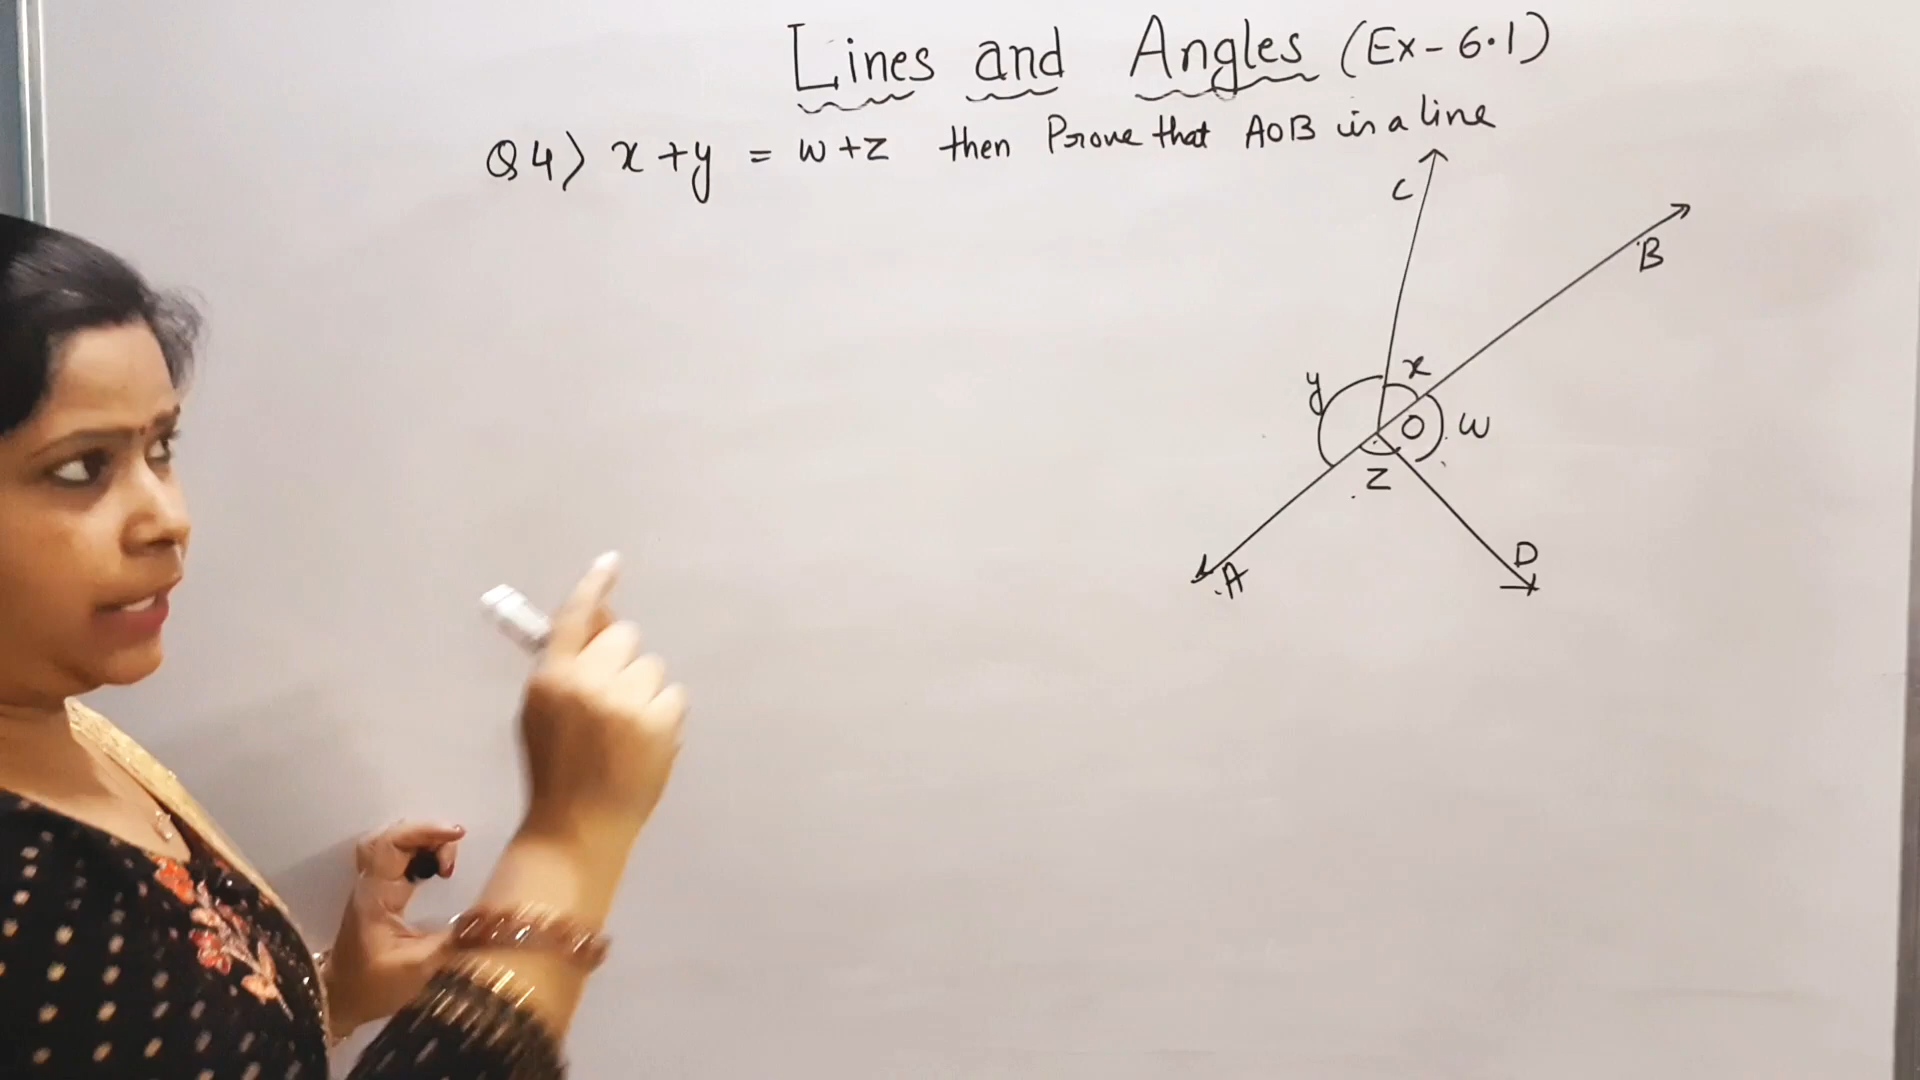 Lines and Angles (Ex-6.1)
Q4) x+y = w+z then Prove that AOB is a line
C
B
x
y
O
w
z
A
D